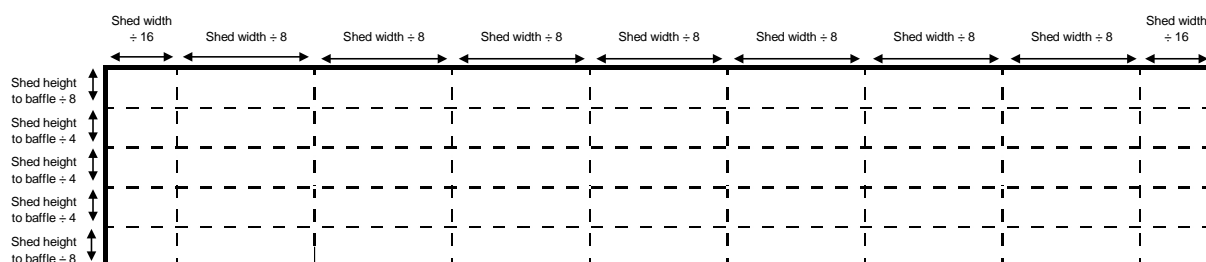 Shed width
÷ 16
Shed width ÷ 8
Shed width ÷ 8
Shed width ÷ 8
Shed width ÷ 8
Shed width ÷ 8
Shed width ÷ 8
Shed width ÷ 8
Shed width
÷ 16
Shed height
to baffle ÷ 8
Shed height
to baffle ÷ 4
Shed height
to baffle ÷ 4
Shed height
to baffle ÷ 4
Shed height
to baffle ÷ 8